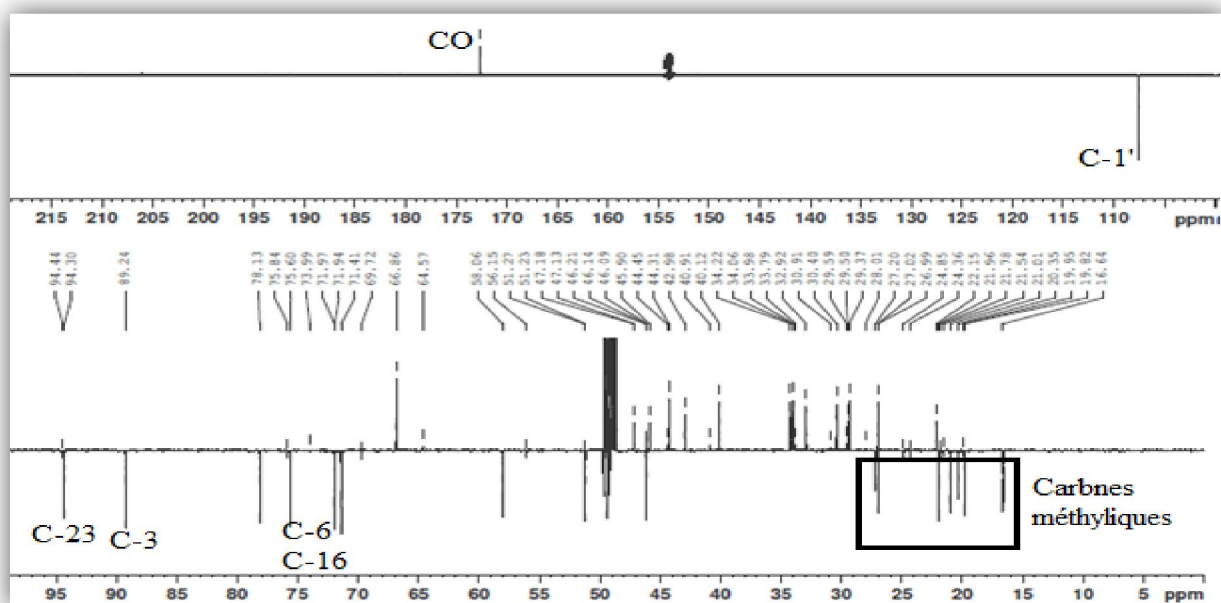 CO
C-1'
215 210 205 200 195 190 185 180 175 170 165 160 155 150 145 140 135 130 125 120 115 110 ppm
94.44 94.30 89.24 78.13 75.84 75.60 73.99 71.97 71.94 71.41 69.72 66.86 64.57 58.06 56.15 51.27 51.23 47.18 47.13 46.21 46.14 46.09 45.90 44.45 44.31 42.98 40.91 40.12 34.22 34.06 33.98 33.79 32.92 30.91 30.40 29.59 29.50 29.37 28.01 27.20 27.02 26.99 24.85 24.36 22.15 21.96 21.78 21.54 21.01 20.35 19.95 19.82 16.64
C-23
C-3
C-6
C-16
Carbnes
méthyliques
95 90 85 80 75 70 65 60 55 50 45 40 35 30 25 20 15 10 5 ppm